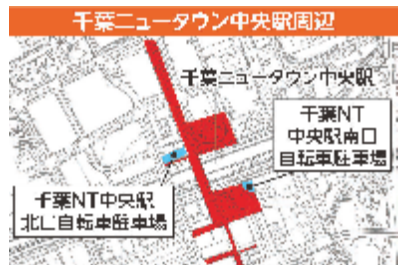 千葉ニュータウン中央駅周辺
千葉ニュータウン中央駅
千葉NT
中央駅南口
自転車駐車場
千葉NT中央駅
北口自転車駐車場